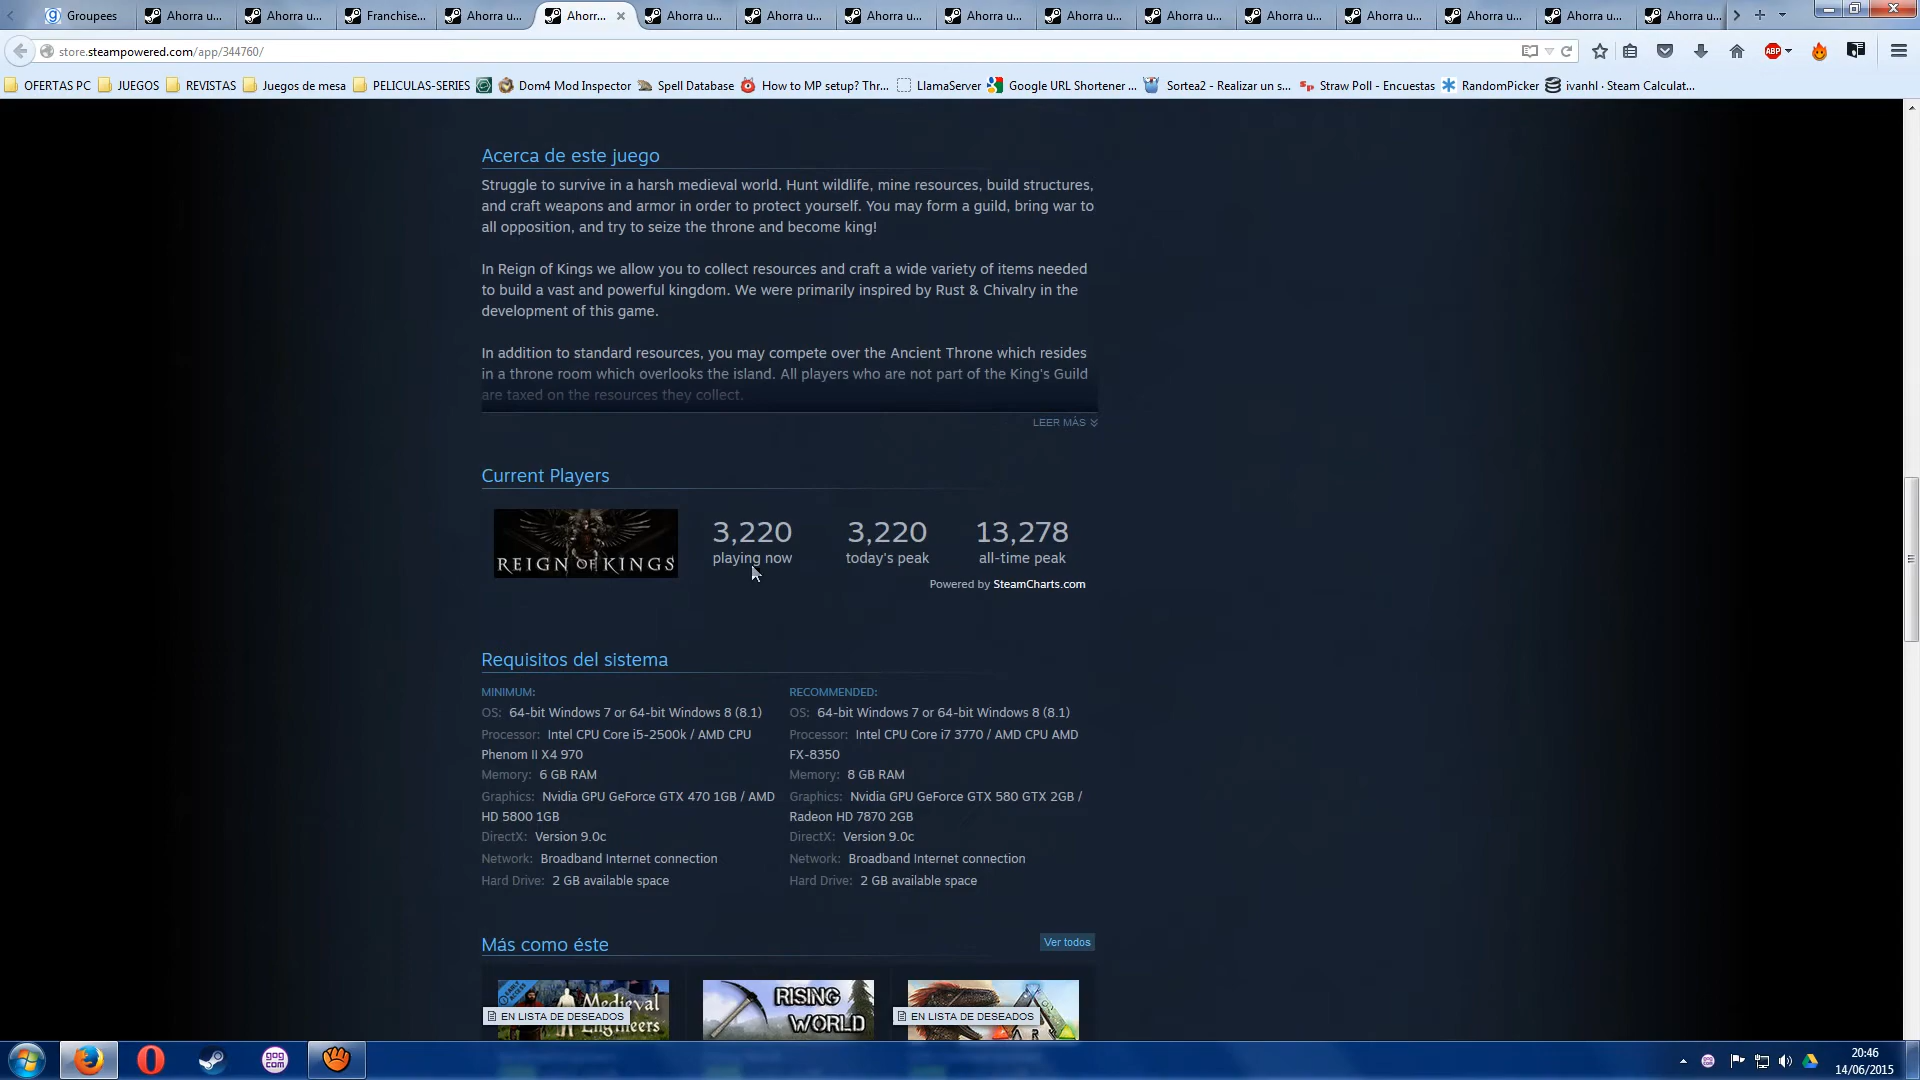 Groupees Ahorra u... Ahorra u... Franchise... Ahorra u... Ahorr... Ahorra u... Ahorra u... Ahorra u... Ahorra u... Ahorra u... Ahorra u... Ahorra u... Ahorra u... Ahorra u... Ahorra u... Ahorra u...
store.steampowered.com/app/344760/
ABP
OFERTAS PC JUEGOS REVISTAS Juegos de mesa PELICULAS-SERIES Dom4 Mod Inspector Spell Database How to MP setup? Thr... LlamaServer Google URL Shortener ... Sortea2 - Realizar un s... Straw Poll - Encuestas RandomPicker ivanhl · Steam Calculat...
Acerca de este juego
Struggle to survive in a harsh medieval world. Hunt wildlife, mine resources, build structures,
and craft weapons and armor in order to protect yourself. You may form a guild, bring war to
all opposition, and try to seize the throne and become king!
In Reign of Kings we allow you to collect resources and craft a wide variety of items needed
to build a vast and powerful kingdom. We were primarily inspired by Rust & Chivalry in the
development of this game.
In addition to standard resources, you may compete over the Ancient Throne which resides
in a throne room which overlooks the island. All players who are not part of the King's Guild
are taxed on the resources they collect.
LEER MÁS
Current Players
REIGN OF KINGS
3,220 3,220 13,278
playing now today's peak all-time peak
Powered by SteamCharts.com
Requisitos del sistema
MINIMUM:
OS: 64-bit Windows 7 or 64-bit Windows 8 (8.1)
Processor: Intel CPU Core i5-2500k / AMD CPU
Phenom II X4 970
Memory: 6 GB RAM
Graphics: Nvidia GPU GeForce GTX 470 1GB / AMD
HD 5800 1GB
DirectX: Version 9.0c
Network: Broadband Internet connection
Hard Drive: 2 GB available space
RECOMMENDED:
OS: 64-bit Windows 7 or 64-bit Windows 8 (8.1)
Processor: Intel CPU Core i7 3770 / AMD CPU AMD
FX-8350
Memory: 8 GB RAM
Graphics: Nvidia GPU GeForce GTX 580 GTX 2GB /
Radeon HD 7870 2GB
DirectX: Version 9.0c
Network: Broadband Internet connection
Hard Drive: 2 GB available space
Más como éste
Ver todos
Medieval
Engineers
EN LISTA DE DESEADOS
RISING
WORLD
EN LISTA DE DESEADOS
gog
com
20:46
14/06/2015